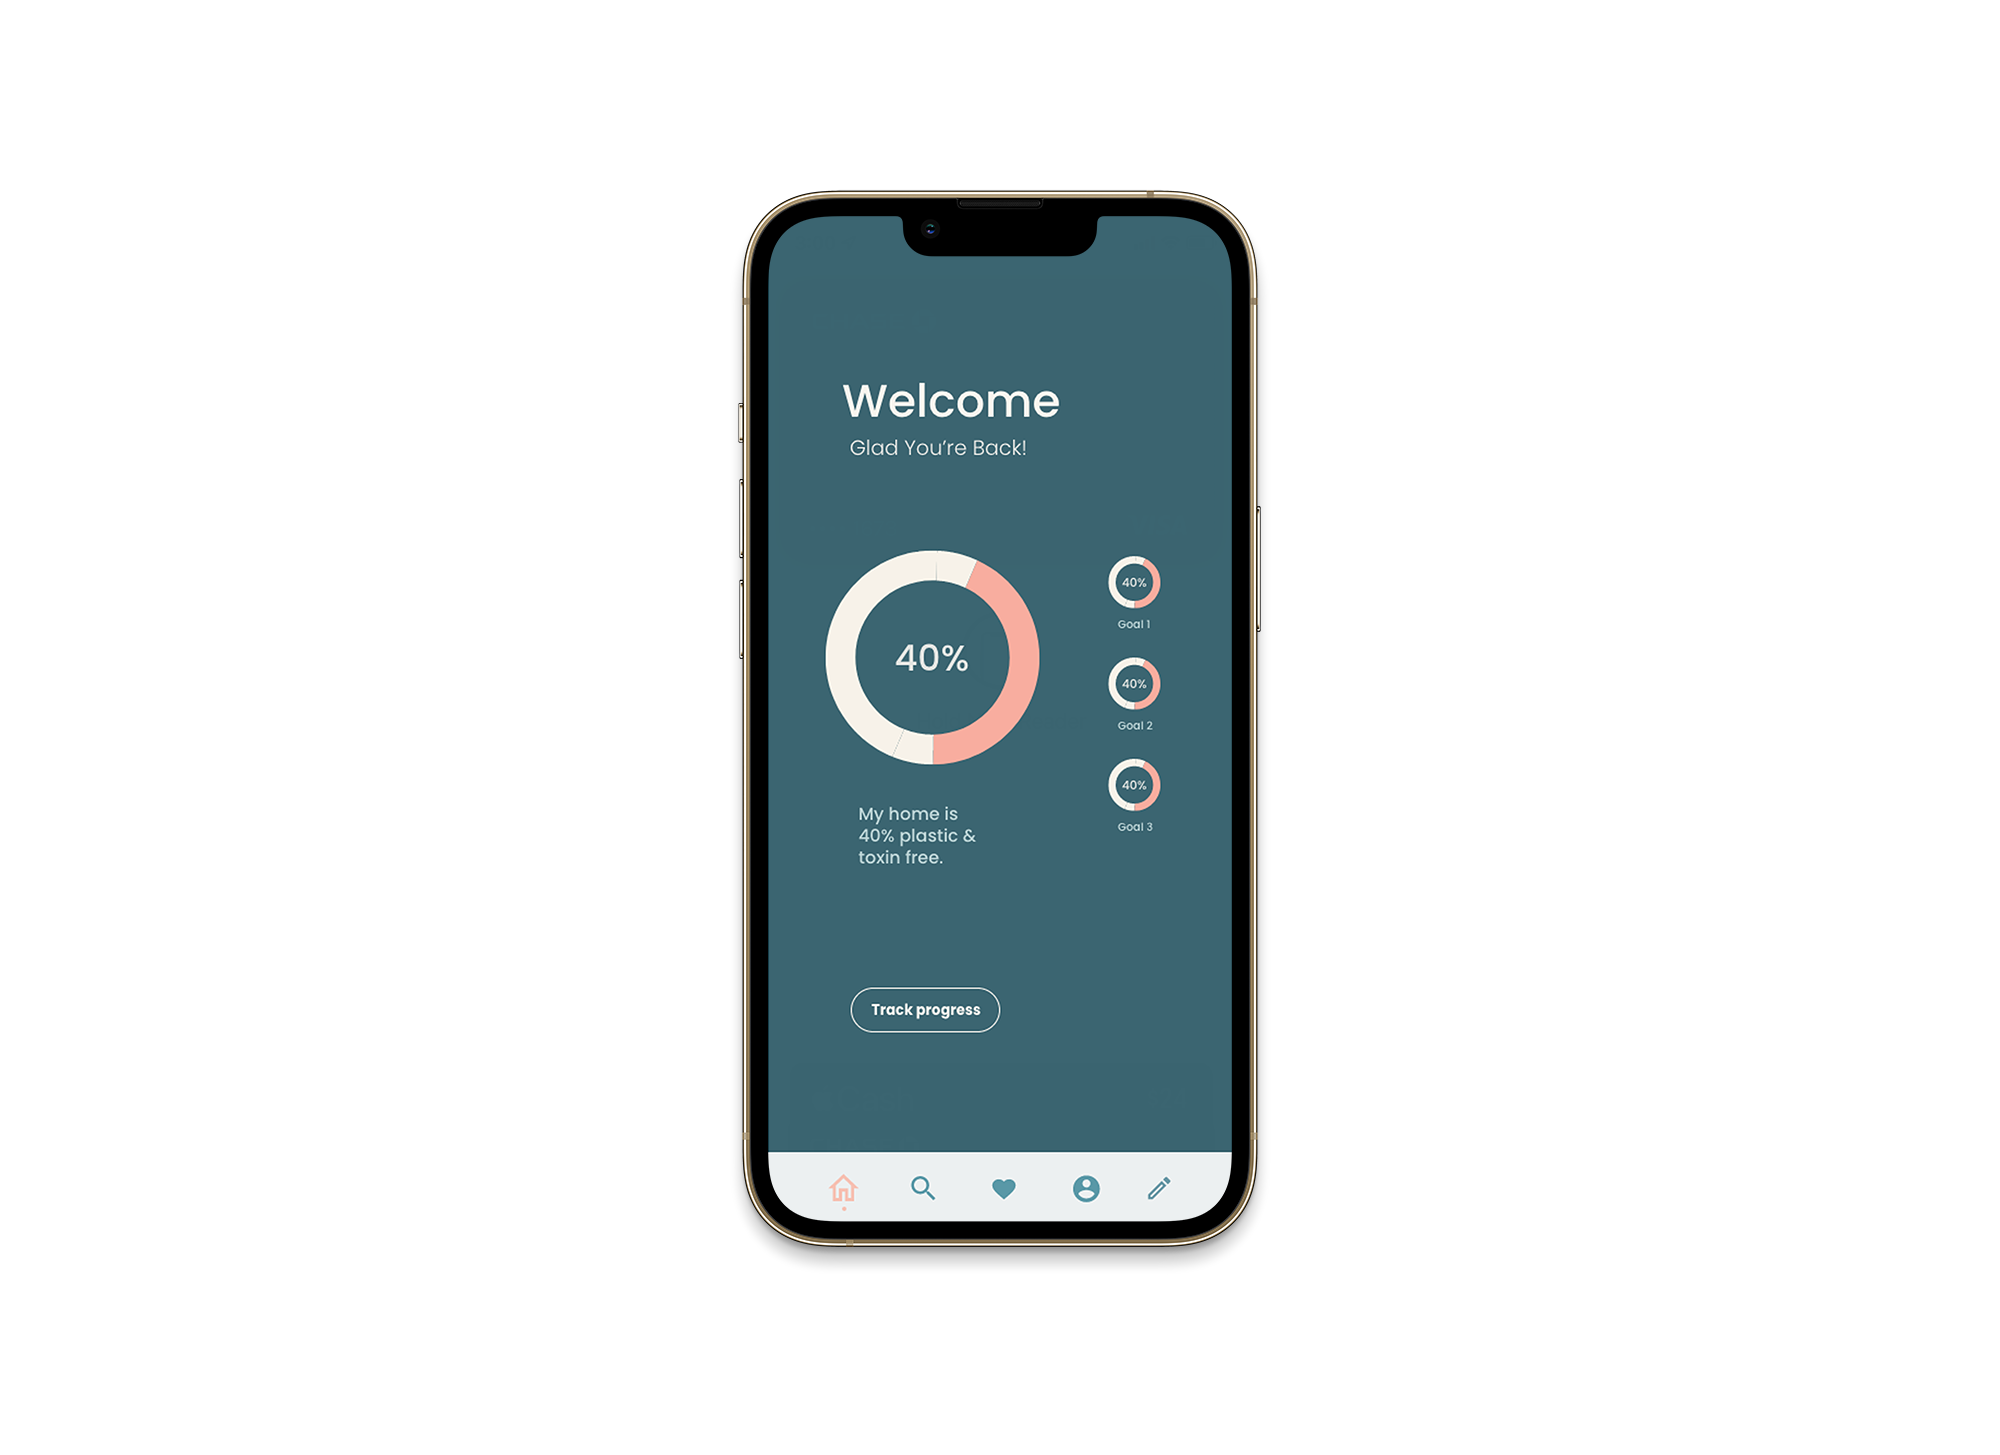 Welcome
Glad You're Back!
40%
My home is
40% plastic &
toxin free.
40%
Goal 1
40%
Goal 2
40%
Goal 3
Track progress